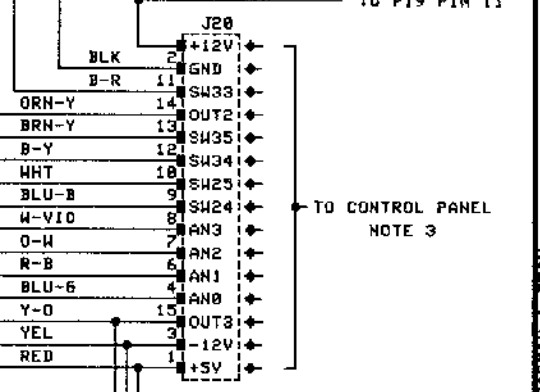 TO P19 PIN 11
J20
+12V
BLK 2 GND
B-R 11 SW33
ORN-Y 14 OUT2
BRN-Y 13 SW35
B-Y 12 SW34
WHT 10 SW25
BLU-B 9 SW24
W-VIO 8 AN3
O-W 7 AN2
R-B 6 AN1
BLU-G 4 AN0
Y-O 15 OUT3
YEL 3 -12V
RED 1 +5V
TO CONTROL PANEL
NOTE 3